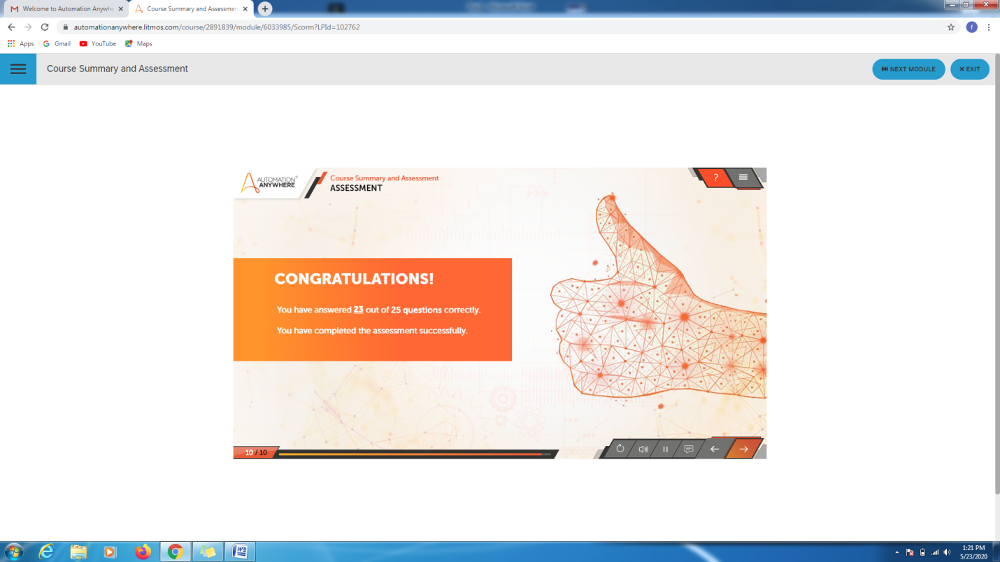 Welcome to Automation Anywhe
Course Summary and Assessmen
automationanywhere.litmos.com/course/2891839/module/6033985/Scorm?LPId=102762
f
Apps
Gmail
YouTube
Maps
Course Summary and Assessment
NEXT MODULE
EXIT
AUTOMATION
ANYWHERE
Course Summary and Assessment
ASSESSMENT
?
CONGRATULATIONS!
You have answered 23 out of 25 questions correctly.
You have completed the assessment successfully.
10 / 10
1:21 PM
5/23/2020